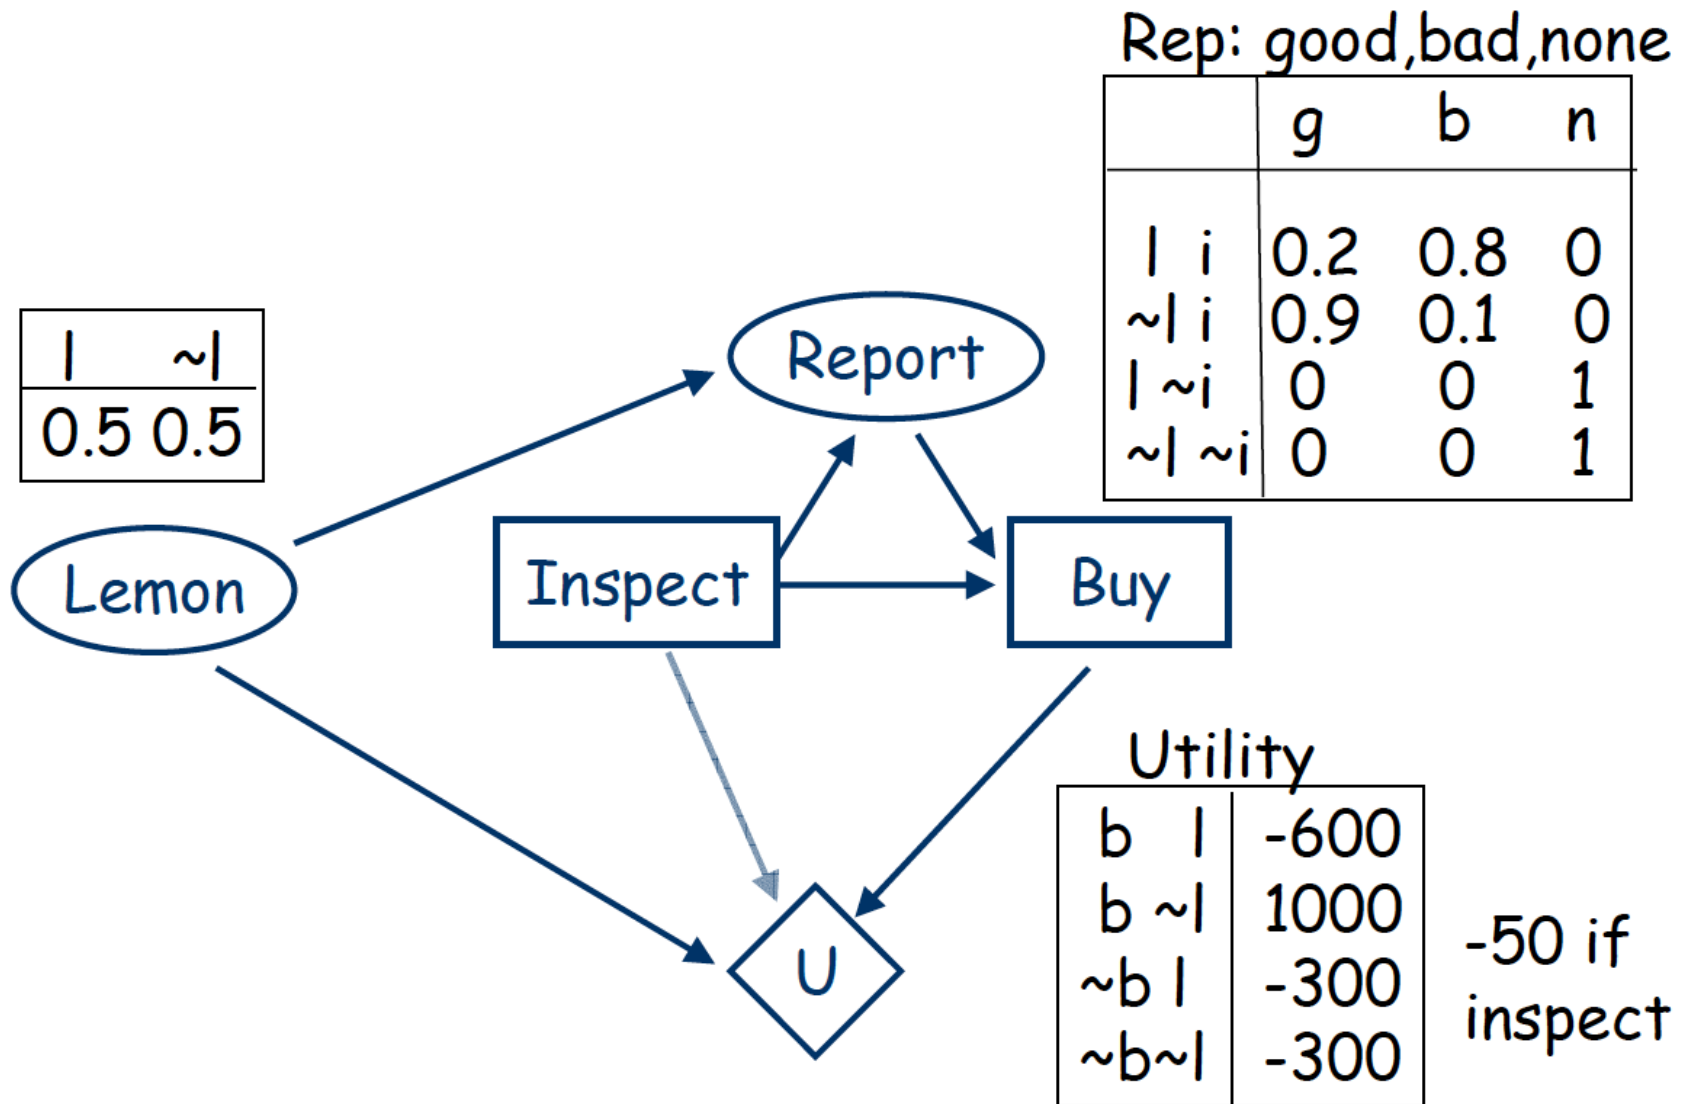 Rep: good,bad,none
g b n
l i 0.2 0.8 0
~l i 0.9 0.1 0
l ~i 0 0 1
~l ~i 0 0 1
l ~l
0.5 0.5
Report
Lemon
Inspect
Buy
Utility
b l -600
b ~l 1000
~b l -300
~b~l -300
-50 if
inspect
U